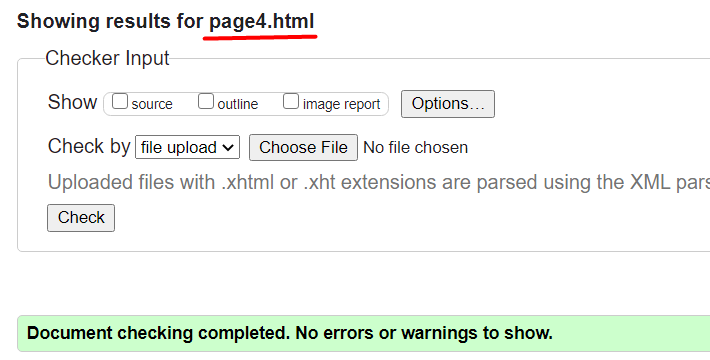 Showing results for page4.html
Checker Input
Show source outline image report Options...
Check by file upload Choose File No file chosen
Uploaded files with .xhtml or .xht extensions are parsed using the XML pars
Check
Document checking completed. No errors or warnings to show.